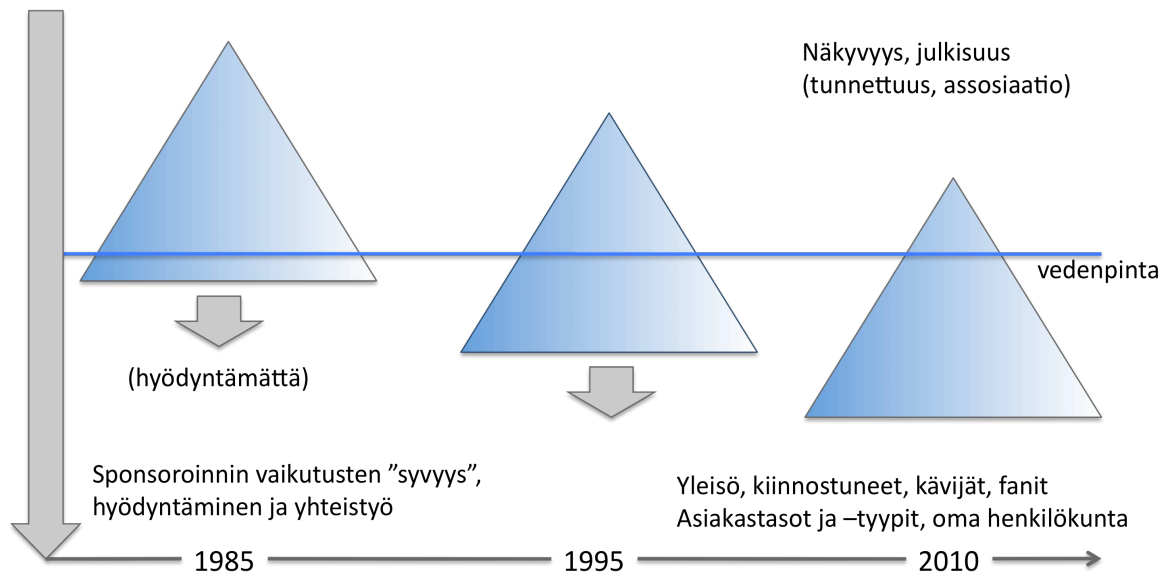 Näkyvyys, julkisuus
(tunnettuus, assosiaatio)
vedenpinta
(hyödyntämättä)
Sponsoroinnin vaikutusten ”syvyys”,
hyödyntäminen ja yhteistyö
Yleisö, kiinnostuneet, kävijät, fanit
Asiakastasot ja –tyypit, oma henkilökunta
1985
1995
2010